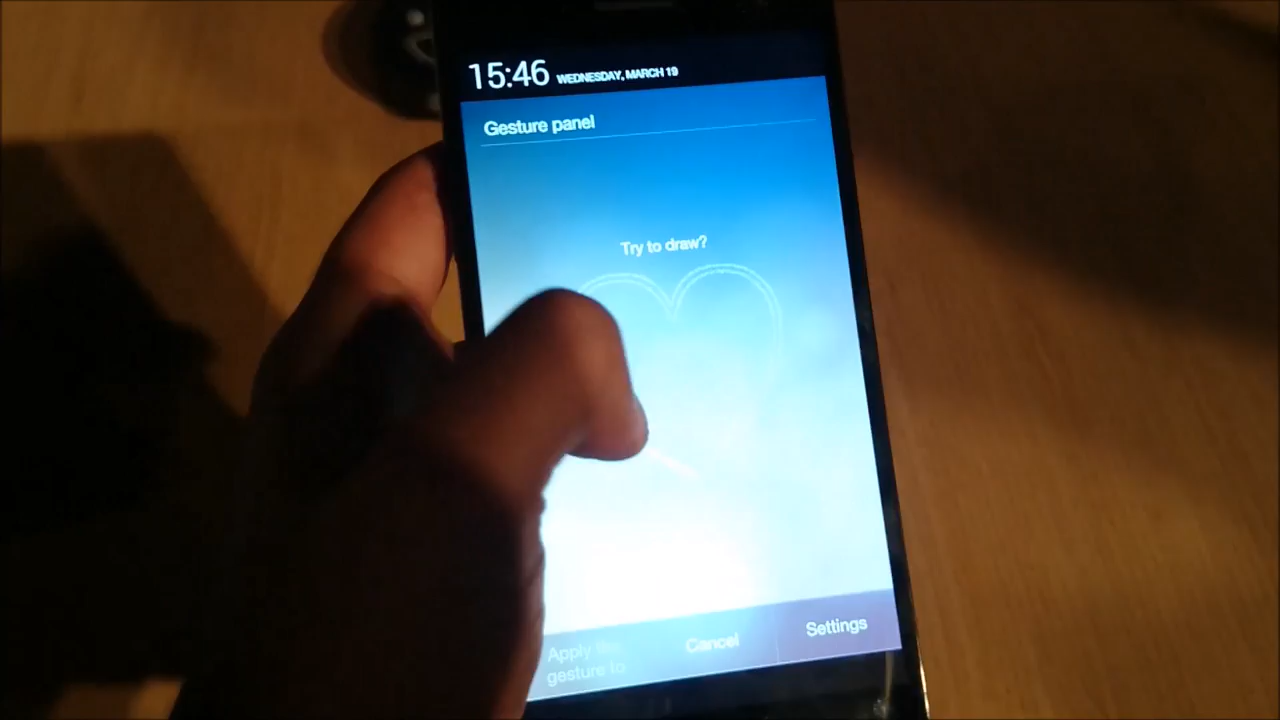 15:46 WEDNESDAY, MARCH 19
Gesture panel
Try to draw?
Apply the
gesture to
Cancel
Settings